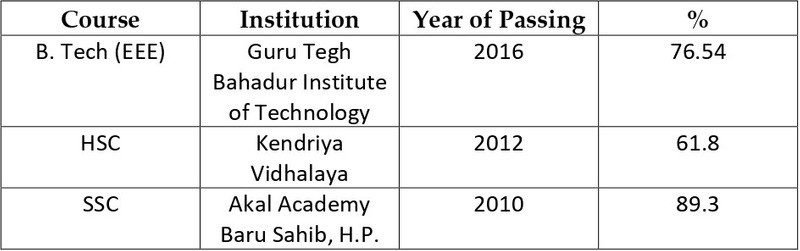 Course Institution Year of Passing %
B. Tech (EEE) Guru Tegh 2016 76.54
Bahadur Institute
of Technology
HSC Kendriya 2012 61.8
Vidhalaya
SSC Akal Academy 2010 89.3
Baru Sahib, H.P.